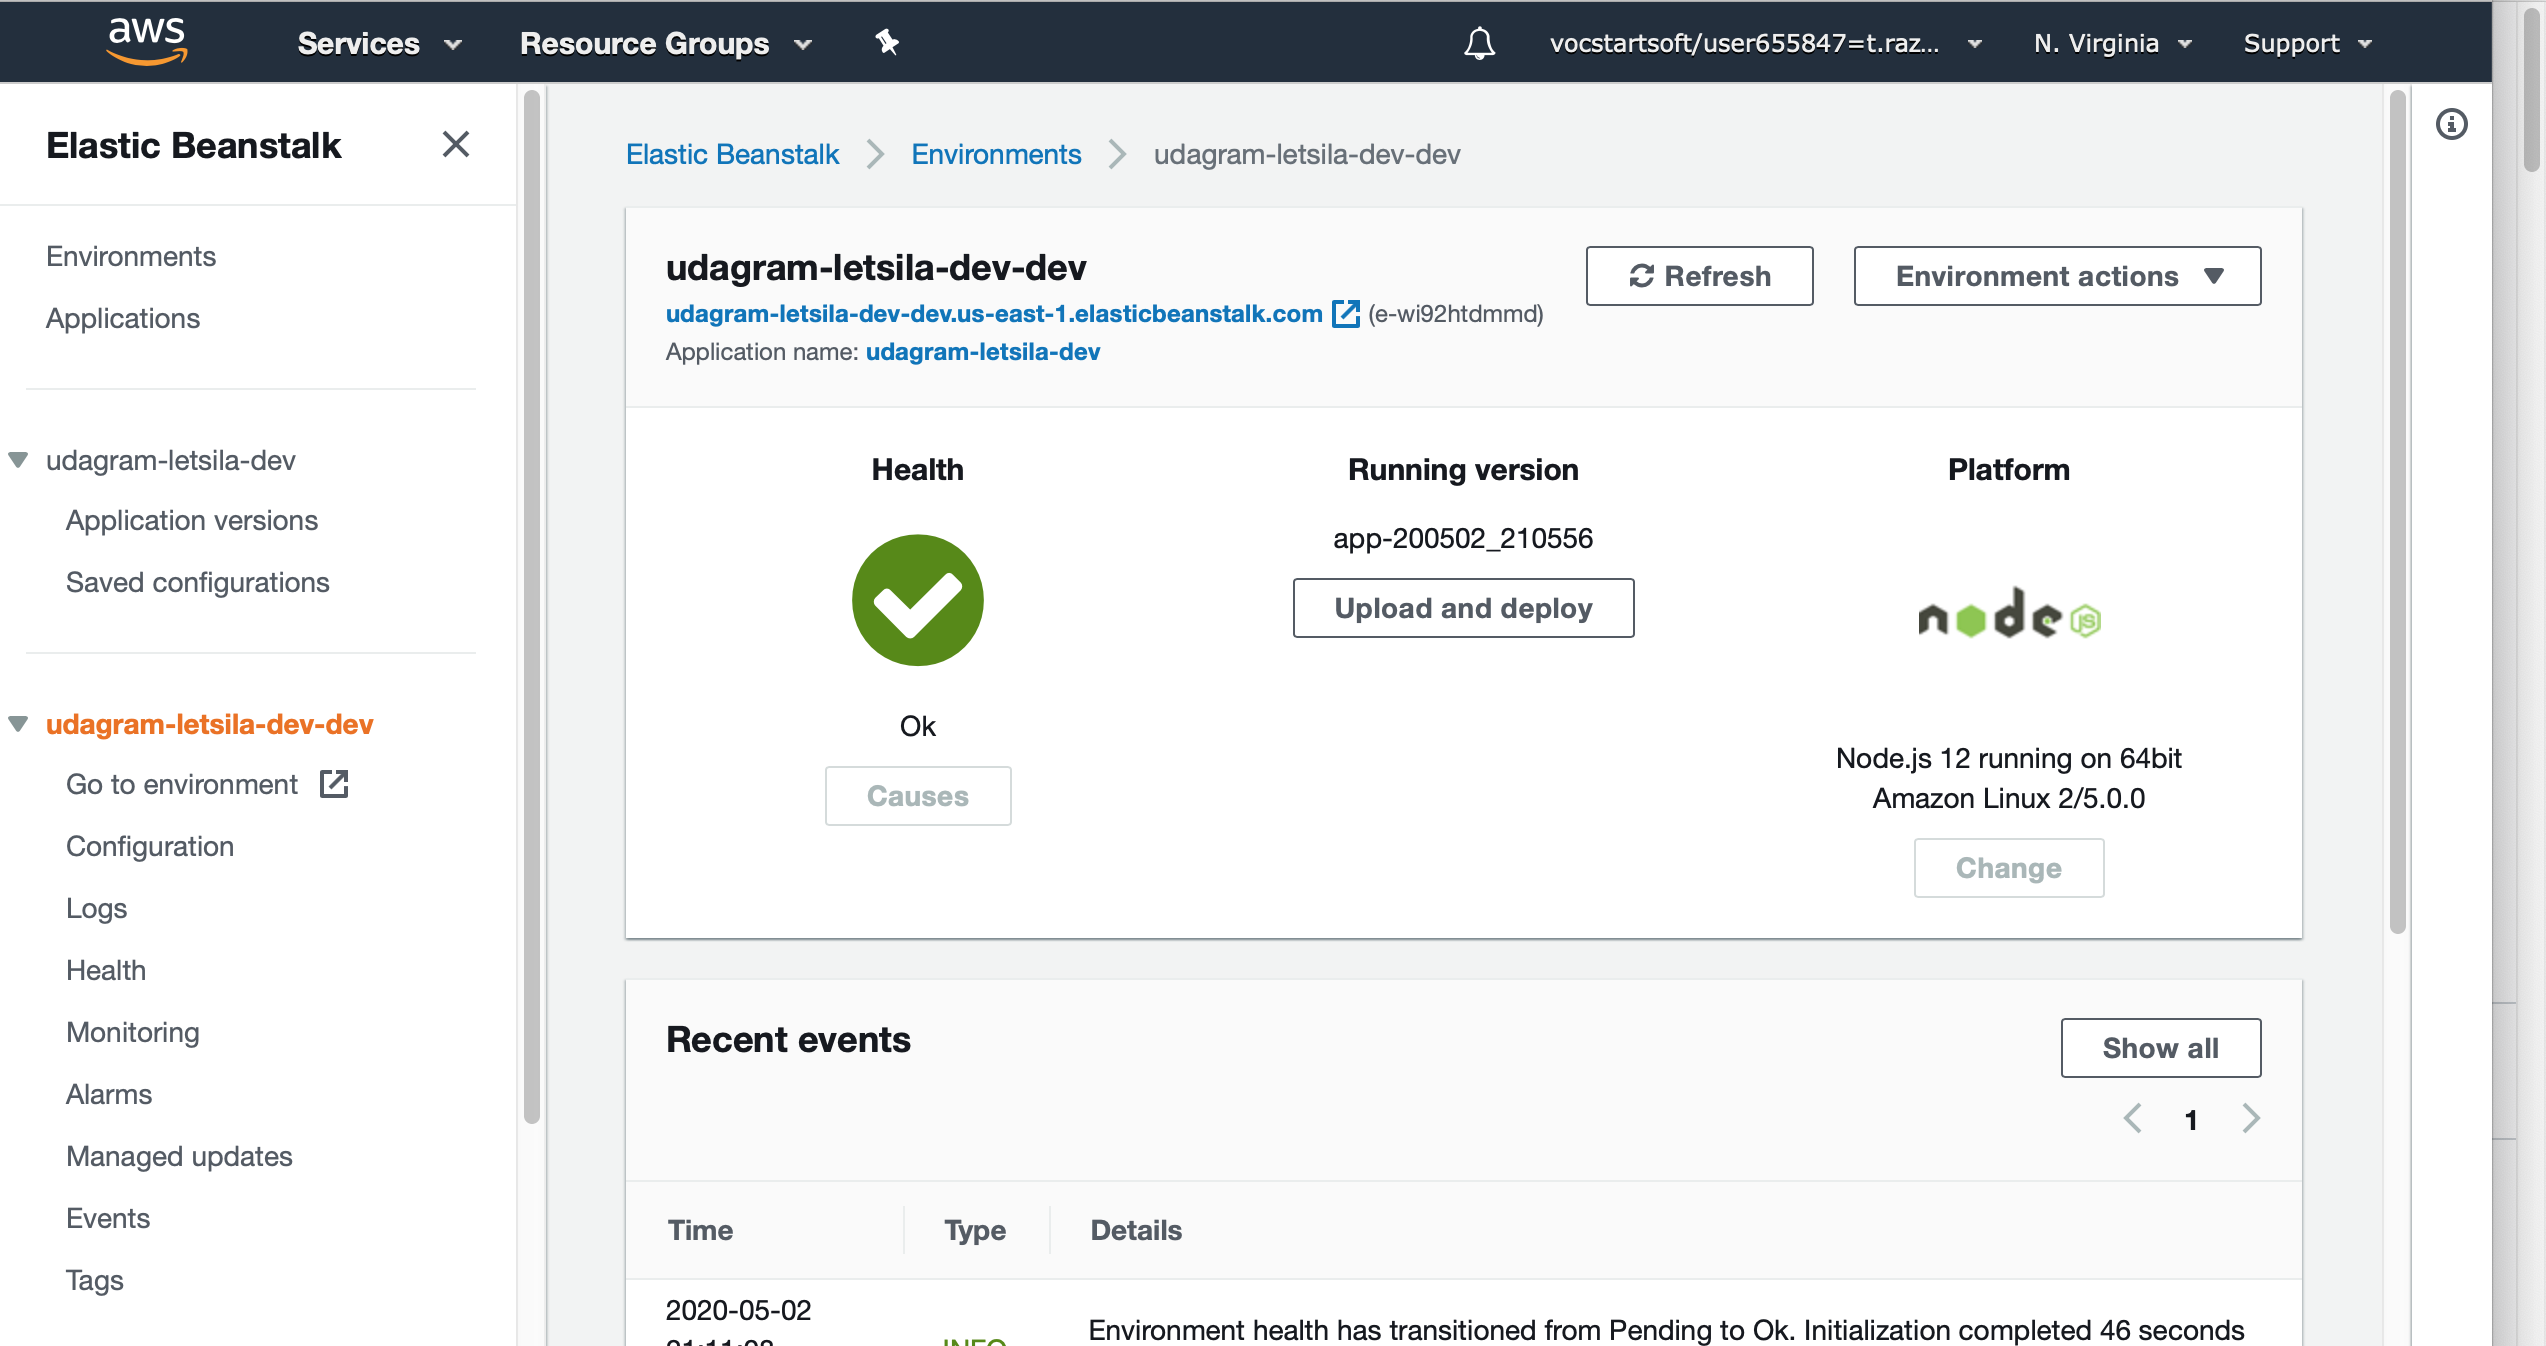 aws
Services
Resource Groups
vocstartsoft/user655847=t.raz...
N. Virginia
Support
Elastic Beanstalk
Environments
Applications
udagram-letsila-dev
Application versions
Saved configurations
udagram-letsila-dev-dev
Go to environment
Configuration
Logs
Health
Monitoring
Alarms
Managed updates
Events
Tags
Elastic Beanstalk
Environments
udagram-letsila-dev-dev
udagram-letsila-dev-dev
udagram-letsila-dev-dev.us-east-1.elasticbeanstalk.com (e-wi92htdmmd)
Application name: udagram-letsila-dev
Refresh
Environment actions
Health
Ok
Causes
Running version
app-200502_210556
Upload and deploy
Platform
node JS
Node.js 12 running on 64bit
Amazon Linux 2/5.0.0
Change
Recent events
Show all
1
Time
Type
Details
2020-05-02
INFO
Environment health has transitioned from Pending to Ok. Initialization completed 46 seconds